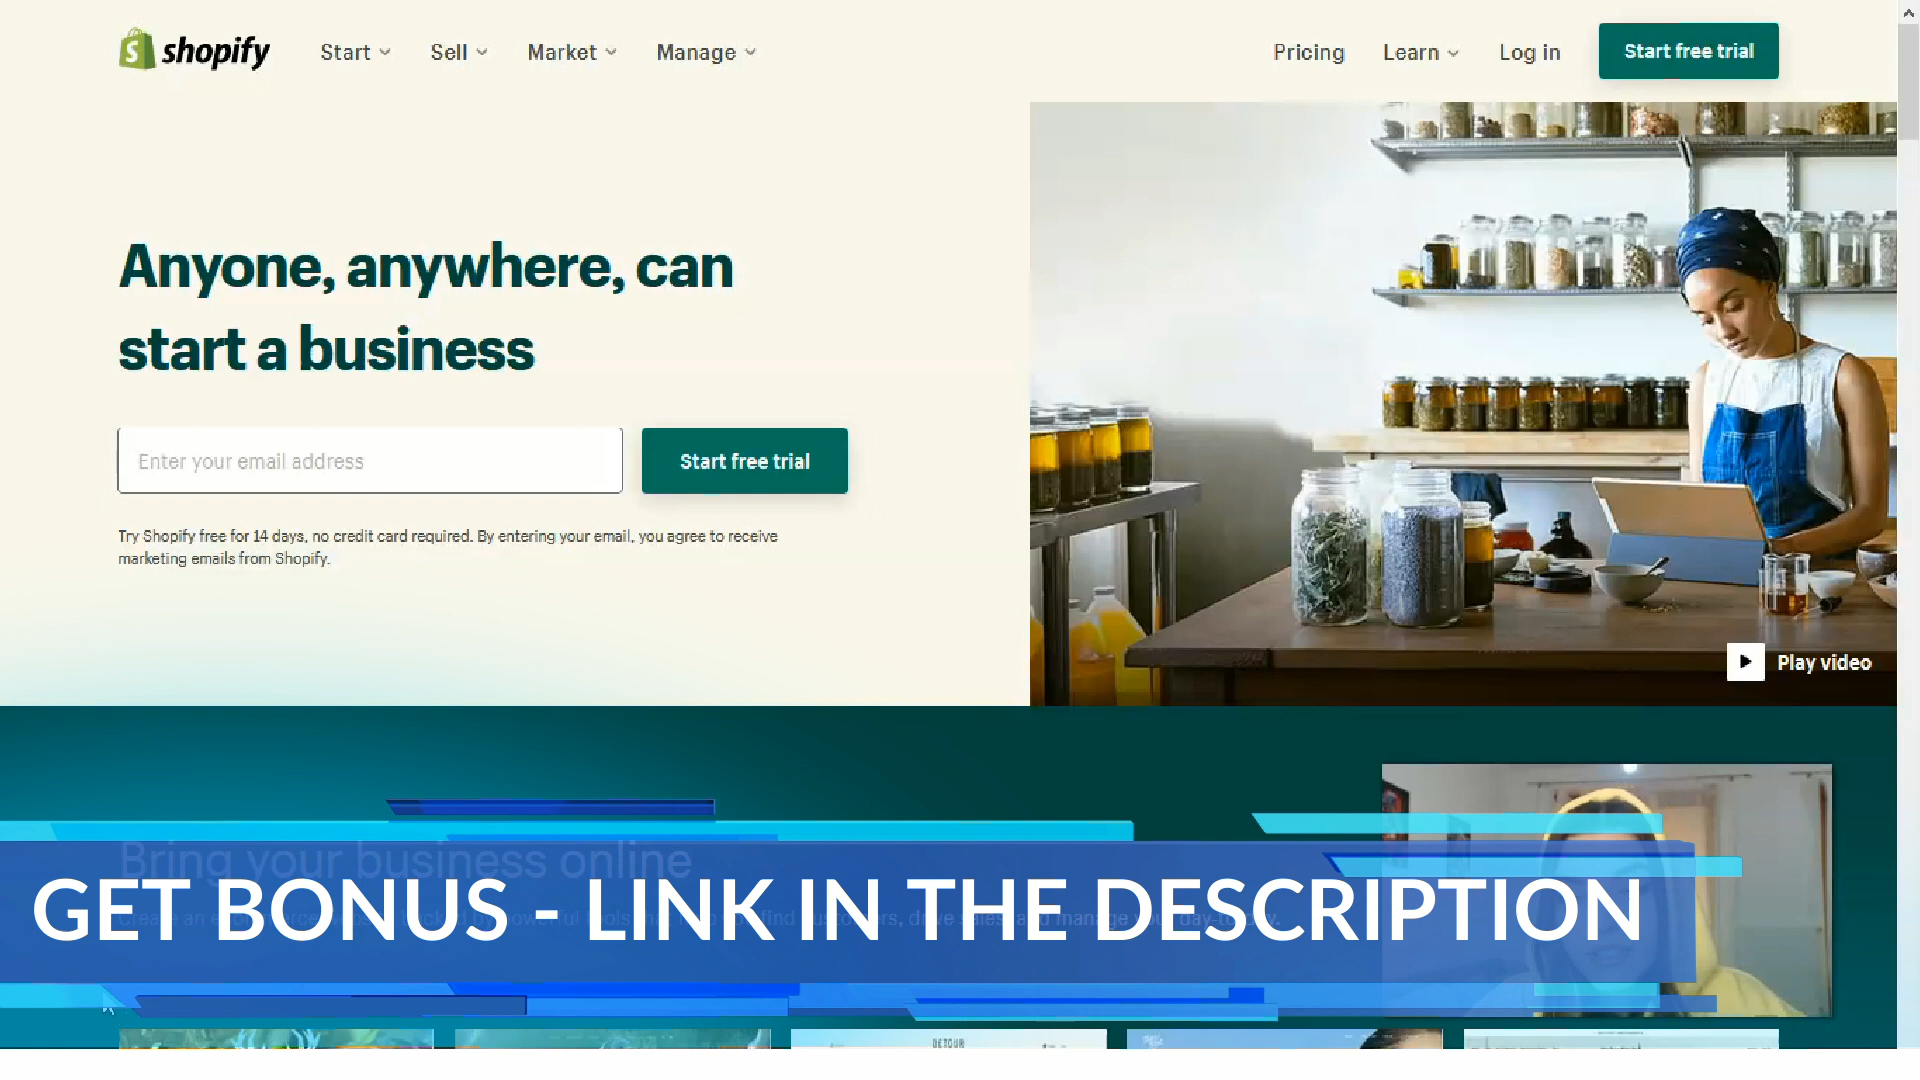 shopify
Start
Sell
Market
Manage
Pricing
Learn
Log in
Start free trial
Anyone, anywhere, can
start a business
Enter your email address
Start free trial
Try Shopify free for 14 days, no credit card required. By entering your email, you agree to receive
marketing emails from Shopify.
Play video
Bring your business online
GET BONUS - LINK IN THE DESCRIPTION
DETOUR